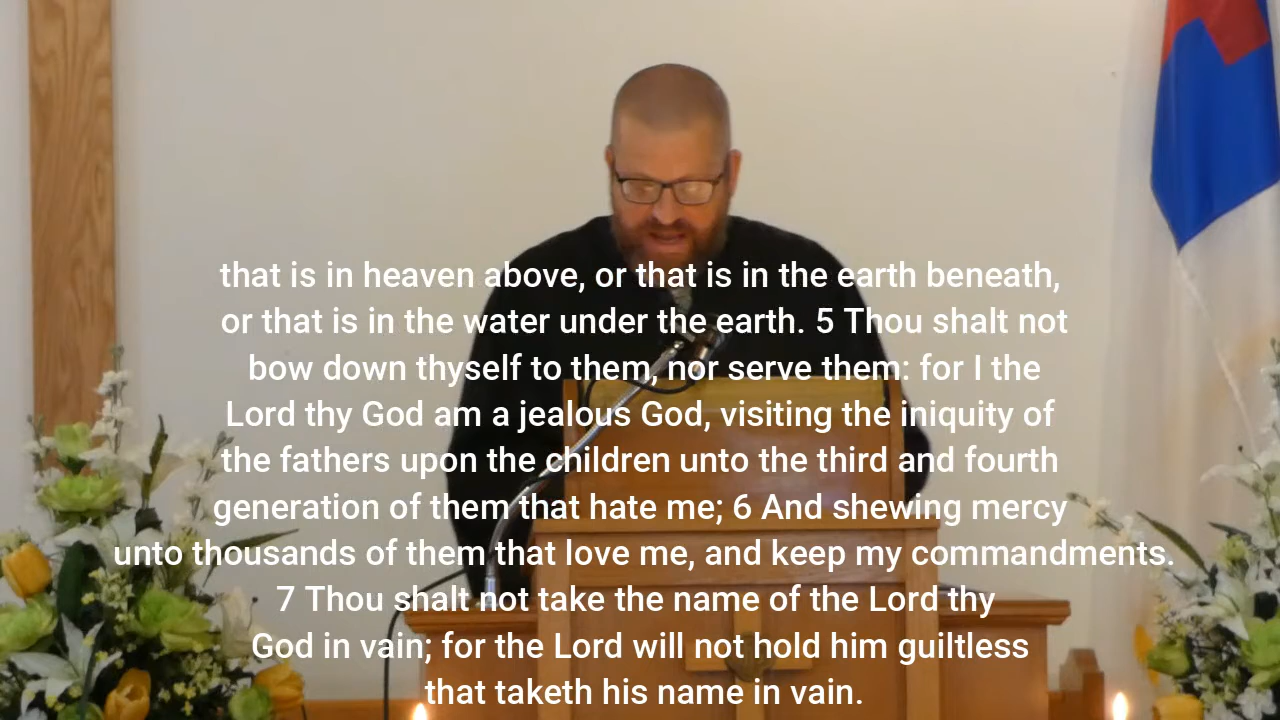 that is in heaven above, or that is in the earth beneath,
or that is in the water under the earth. 5 Thou shalt not
bow down thyself to them, nor serve them: for I the
Lord thy God am a jealous God, visiting the iniquity of
the fathers upon the children unto the third and fourth
generation of them that hate me; 6 And shewing mercy
unto thousands of them that love me, and keep my commandments.
7 Thou shalt not take the name of the Lord thy
God in vain; for the Lord will not hold him guiltless
that taketh his name in vain.